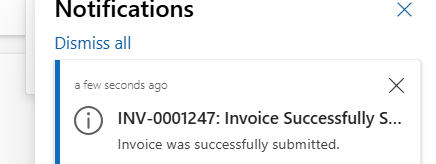 Notifications
Dismiss all
a few seconds ago
INV-0001247: Invoice Successfully S...
Invoice was successfully submitted.